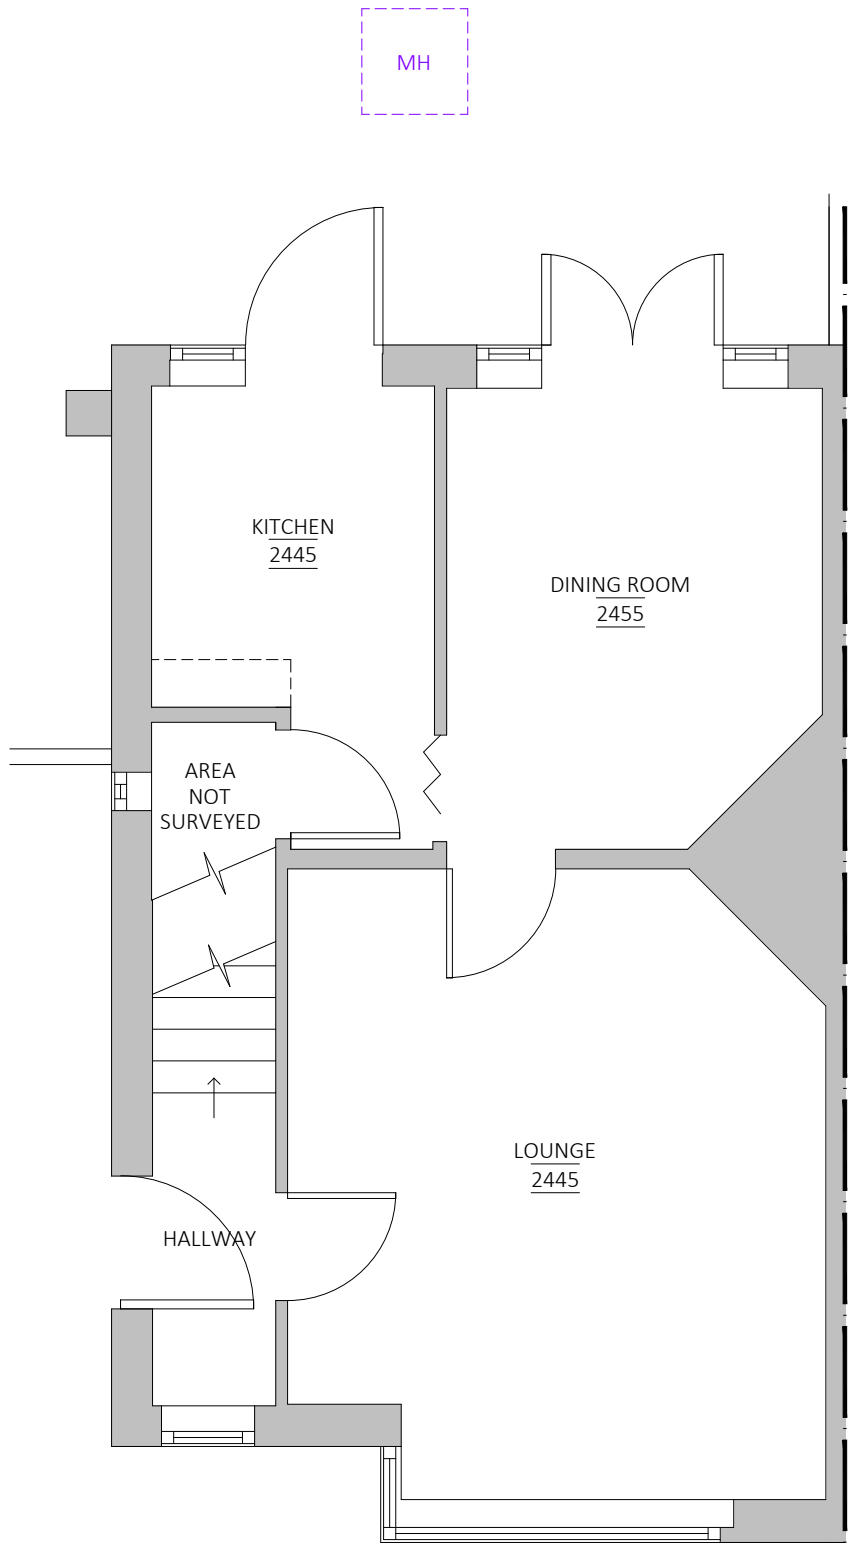 MH
KITCHEN
2445
DINING ROOM
2455
AREA
NOT
SURVEYED
LOUNGE
2445
HALLWAY